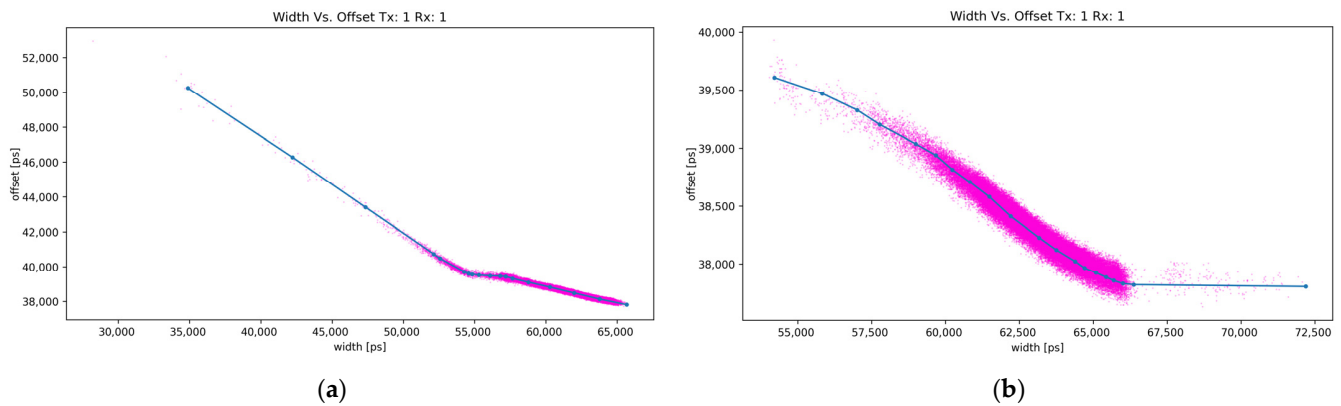 Width Vs. Offset Tx: 1 Rx: 1
offset [ps]
52,000
50,000
48,000
46,000
44,000
42,000
40,000
38,000
30,000 35,000 40,000 45,000 50,000 55,000 60,000 65,000
width [ps]
(a)
Width Vs. Offset Tx: 1 Rx: 1
offset [ps]
40,000
39,500
39,000
38,500
38,000
55,000 57,500 60,000 62,500 65,000 67,500 70,000 72,500
width [ps]
(b)